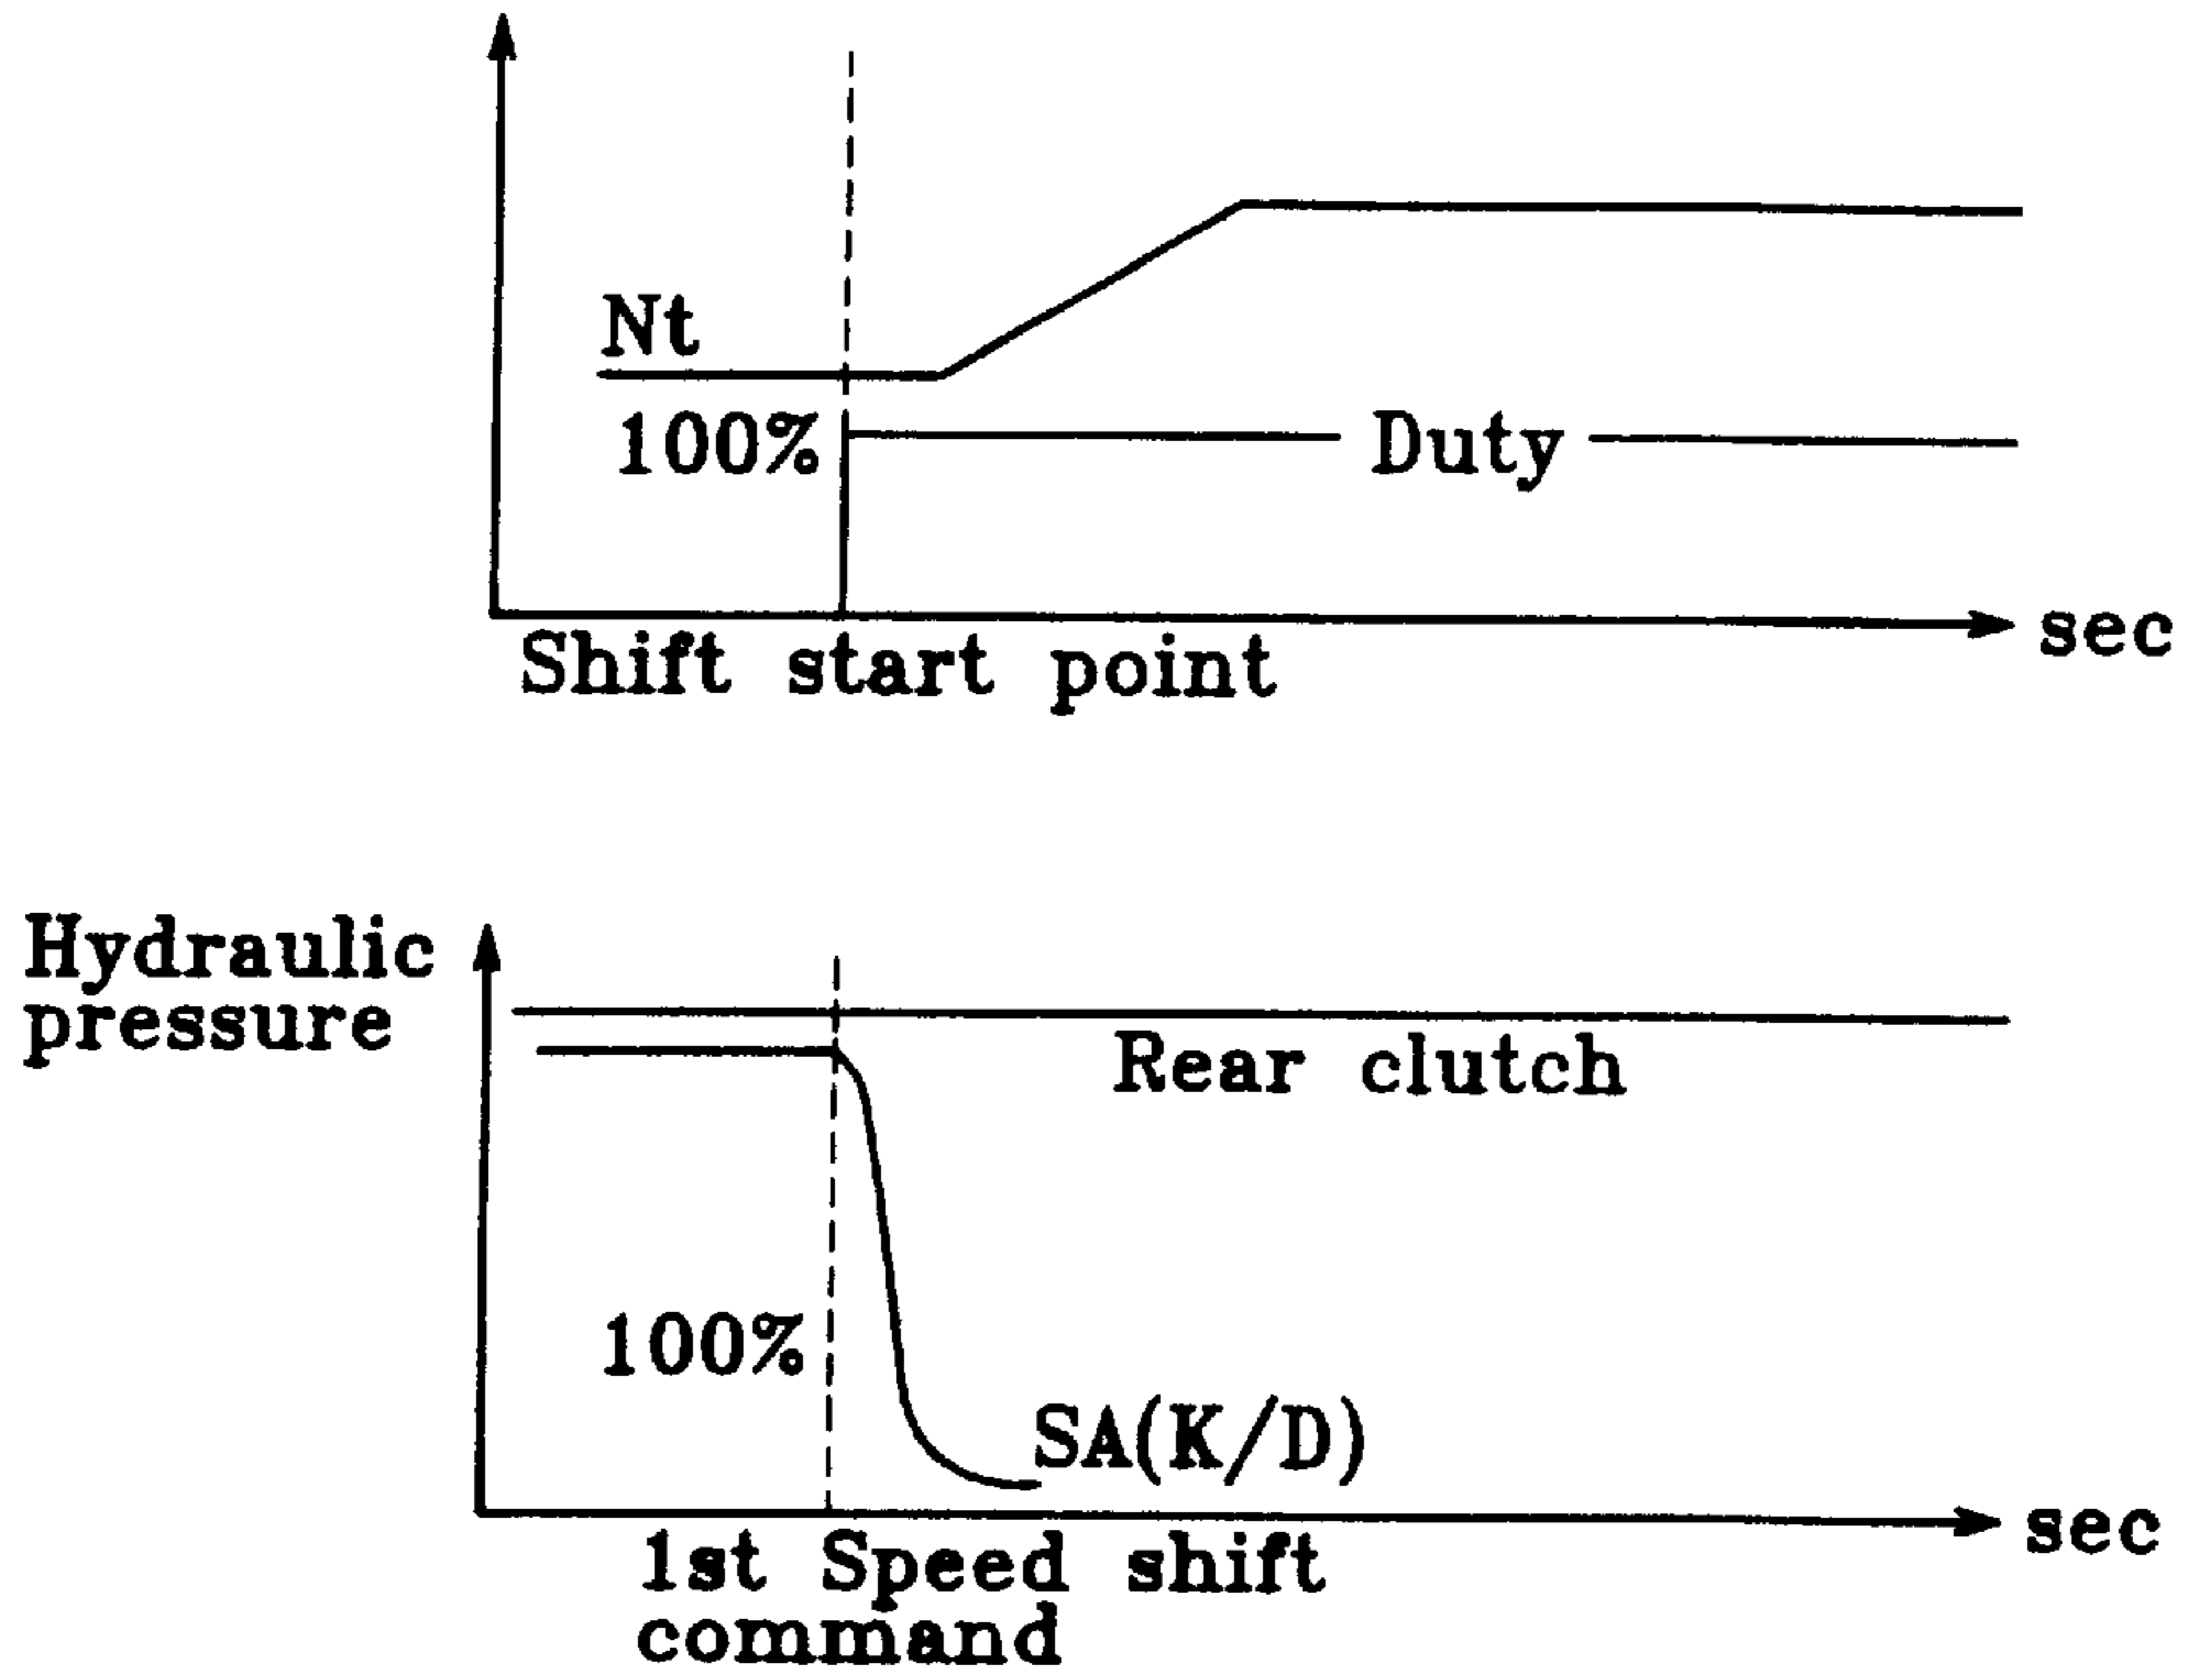 Nt
100%
Duty
sec
Shift start point
Hydraulic
pressure
Rear clutch
100%
SA(K/D)
sec
1st Speed shift
command